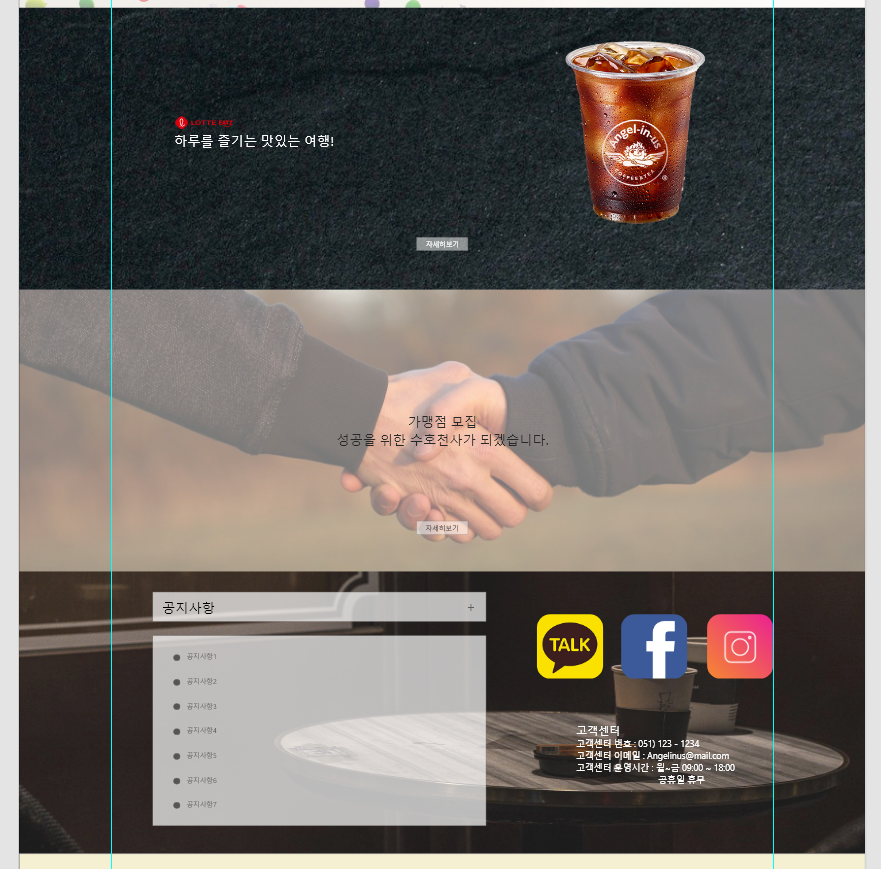 LOTTE
하루를 즐기는 맛있는 여행!
Angel-in-us
COFFEE & TEA
®
자세히보기
가맹점 모집
성공을 위한 수호천사가 되겠습니다.
자세히보기
공지사항 +
공지사항1
공지사항2
공지사항3
공지사항4
공지사항5
공지사항6
공지사항7
TALK
f
고객센터
고객센터 번호 : 051) 123 - 1234
고객센터 이메일 : Angelinus@mail.com
고객센터 운영시간 : 월~금 09:00 ~ 18:00
공휴일 휴무